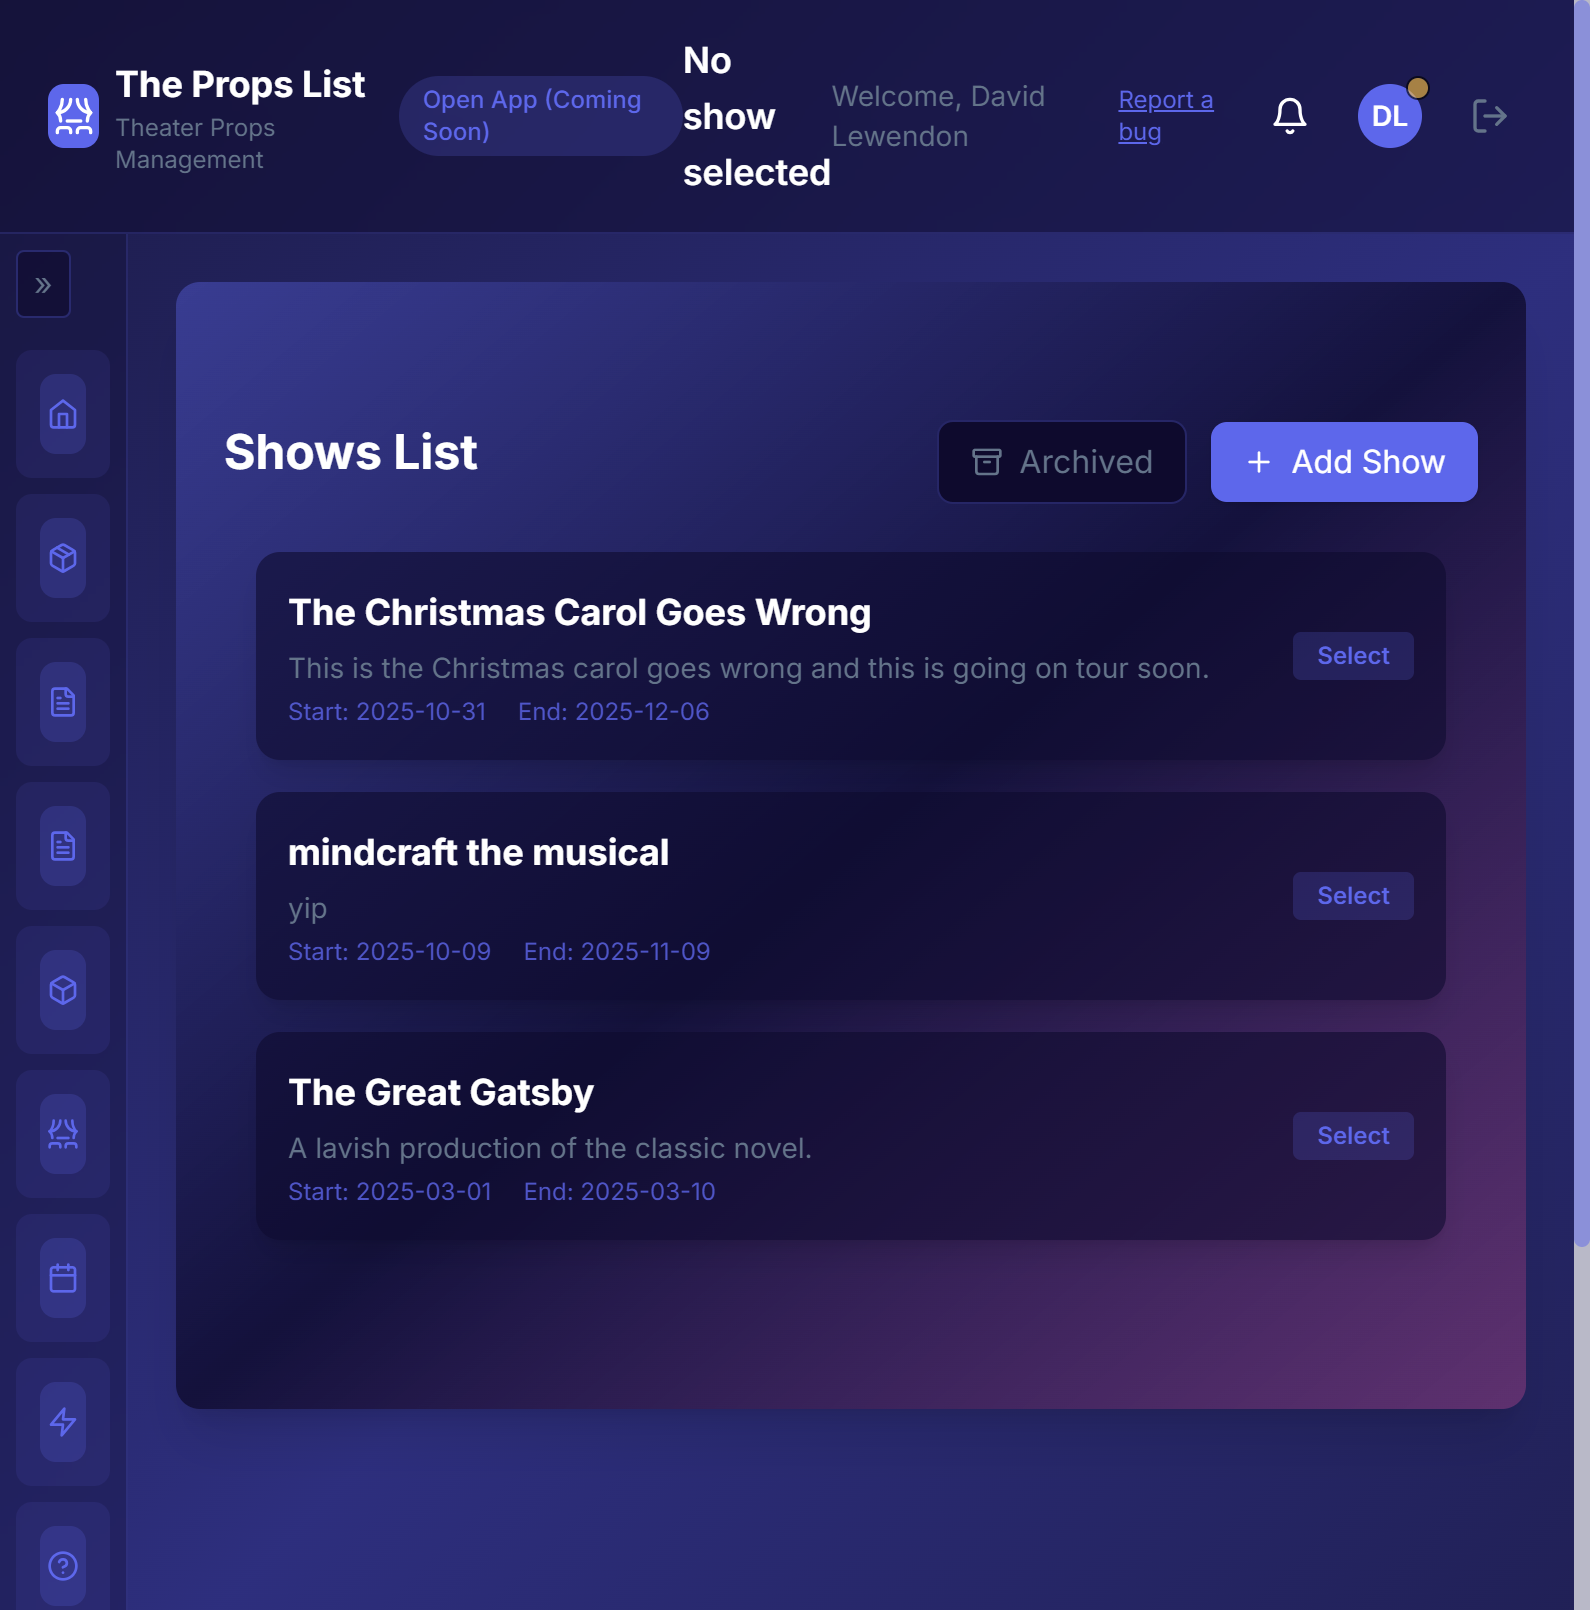 The Props List
Theater Props
Management
Open App (Coming
Soon)
No
show
selected
Welcome, David
Lewendon
Report a
bug
DL
Shows List
Archived
Add Show
The Christmas Carol Goes Wrong
This is the Christmas carol goes wrong and this is going on tour soon.
Start: 2025-10-31 End: 2025-12-06
Select
mindcraft the musical
yip
Start: 2025-10-09 End: 2025-11-09
Select
The Great Gatsby
A lavish production of the classic novel.
Start: 2025-03-01 End: 2025-03-10
Select